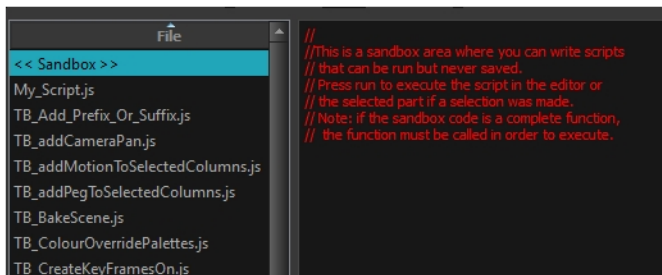 File
<< Sandbox >>
My_Script.js
TB_Add_Prefix_Or_Suffix.js
TB_addCameraPan.js
TB_addMotionToSelectedColumns.js
TB_addPegToSelectedColumns.js
TB_BakeScene.js
TB_ColourOverridePalettes.js
TB_CreateKeyFramesOn.js
//
//This is a sandbox area where you can write scripts
// that can be run but never saved.
// Press run to execute the script in the editor or
// the selected part if a selection was made.
// Note: if the sandbox code is a complete function,
//  the function must be called in order to execute.